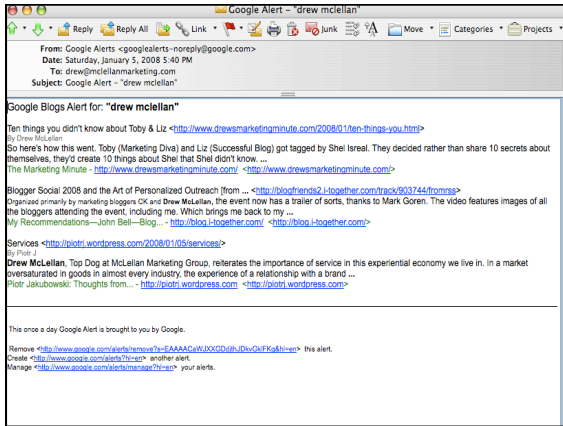 Google Alert – "drew mclellan"
Reply Reply All Link Junk Move Categories Projects
From: Google Alerts <googlealerts-noreply@google.com>
Date: Saturday, January 5, 2008 5:40 PM
To: drew@mclellanmarketing.com
Subject: Google Alert – "drew mclellan"
Google Blogs Alert for: "drew mclellan"
Ten things you didn't know about Toby & Liz <http://www.drewsmarketingminute.com/2008/01/ten-things-you.html>
By Drew McLellan
So here's how this went. Toby (Marketing Diva) and Liz (Successful Blog) got tagged by Shel Isreal. They decided rather than share 10 secrets about
themselves, they'd create 10 things about Shel that Shel didn't know. ...
The Marketing Minute - http://www.drewsmarketingminute.com/ <http://www.drewsmarketingminute.com/>
Blogger Social 2008 and the Art of Personalized Outreach [from ... <http://blogfriends2.i-together.com/track/903744/fromrss>
Organized primarily by marketing bloggers CK and Drew McLellan, the event now has a trailer of sorts, thanks to Mark Goren. The video features images of all
the bloggers attending the event, including me. Which brings me back to my ...
My Recommendations—John Bell—Blog... - http://blog.i-together.com/ <http://blog.i-together.com/>
Services <http://piotrj.wordpress.com/2008/01/05/services/>
By Piotr J
Drew McLellan, Top Dog at McLellan Marketing Group, reiterates the importance of service in this experiential economy we live in. In a market
oversaturated in goods in almost every industry, the experience of a relationship with a brand ...
Piotr Jakubowski: Thoughts from... - http://piotrj.wordpress.com <http://piotrj.wordpress.com>
This once a day Google Alert is brought to you by Google.
Remove this alert.
Create <http://www.google.com/alerts?hl=en> another alert.
Manage <http://www.google.com/alerts/manage?hl=en> your alerts.